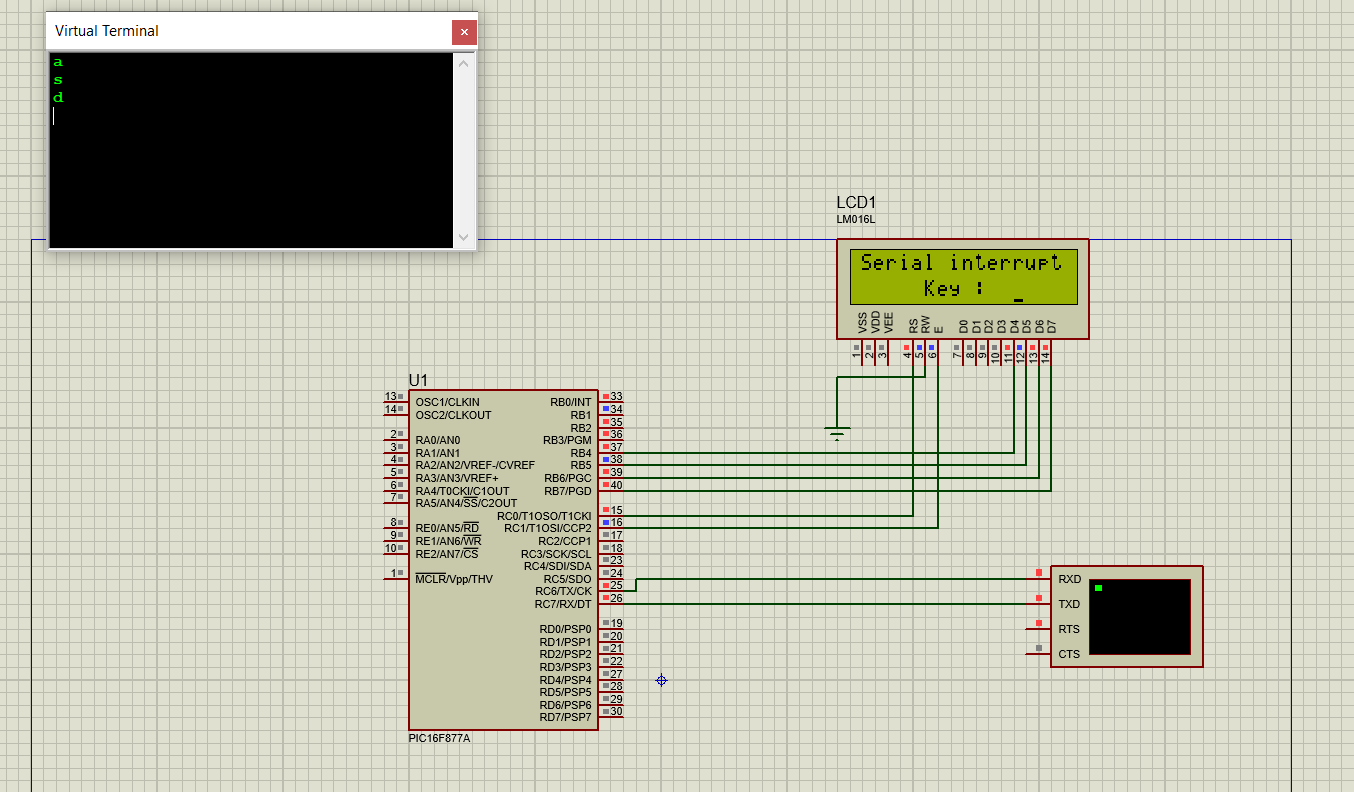 Virtual Terminal
a
s
d
LCD1
LM016L
Serial interrupt
Key :
VSS
VDD
VEE
RS
RW
E
D0
D1
D2
D3
D4
D5
D6
D7
1
2
3
4
5
6
7
8
9
10
11
12
13
14
U1
13 OSC1/CLKIN
14 OSC2/CLKOUT
2 RA0/AN0
3 RA1/AN1
4 RA2/AN2/VREF-/CVREF
5 RA3/AN3/VREF+
6 RA4/T0CKI/C1OUT
7 RA5/AN4/SS/C2OUT
8 RE0/AN5/RD
9 RE1/AN6/WR
10 RE2/AN7/CS
1 MCLR/Vpp/THV
RB0/INT 33
RB1 34
RB2 35
RB3/PGM 36
RB4 37
RB5 38
RB6/PGC 39
RB7/PGD 40
RC0/T1OSO/T1CKI 15
RC1/T1OSI/CCP2 16
RC2/CCP1 17
RC3/SCK/SCL 18
RC4/SDI/SDA 23
RC5/SDO 24
RC6/TX/CK 25
RC7/RX/DT 26
RD0/PSP0 19
RD1/PSP1 20
RD2/PSP2 21
RD3/PSP3 22
RD4/PSP4 27
RD5/PSP5 28
RD6/PSP6 29
RD7/PSP7 30
PIC16F877A
RXD
TXD
RTS
CTS